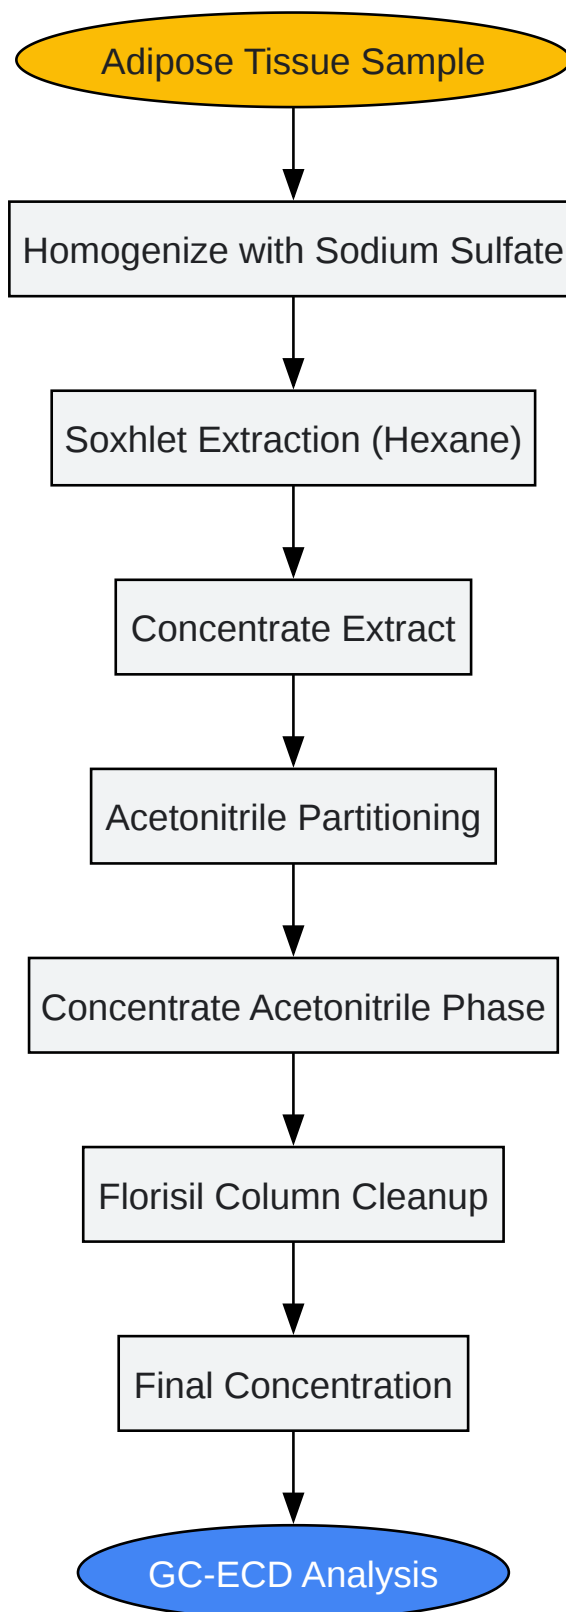 Adipose Tissue Sample
Homogenize with Sodium Sulfate
Soxhlet Extraction (Hexane)
Concentrate Extract
Acetonitrile Partitioning
Concentrate Acetonitrile Phase
Florisil Column Cleanup
Final Concentration
GC-ECD Analysis